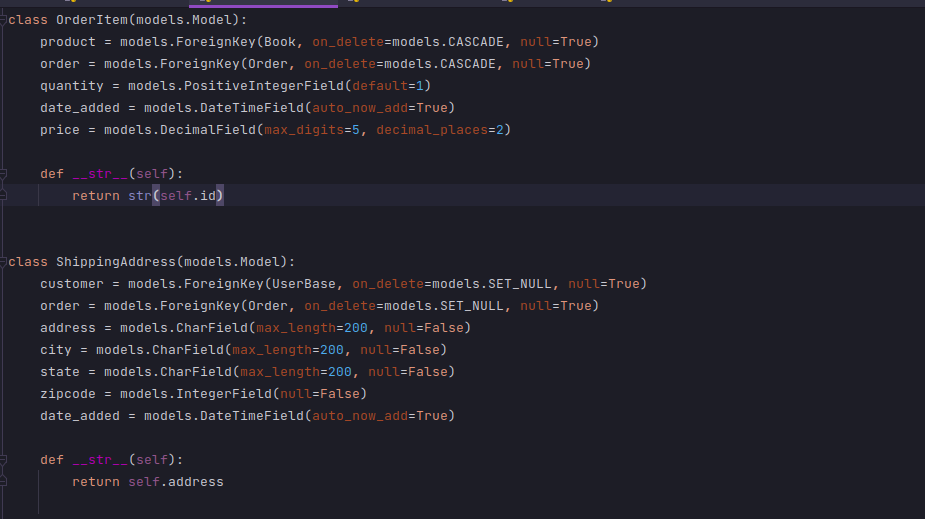 class OrderItem(models.Model):
    product = models.ForeignKey(Book, on_delete=models.CASCADE, null=True)
    order = models.ForeignKey(Order, on_delete=models.CASCADE, null=True)
    quantity = models.PositiveIntegerField(default=1)
    date_added = models.DateTimeField(auto_now_add=True)
    price = models.DecimalField(max_digits=5, decimal_places=2)

    def __str__(self):
        return str(self.id)


class ShippingAddress(models.Model):
    customer = models.ForeignKey(UserBase, on_delete=models.SET_NULL, null=True)
    order = models.ForeignKey(Order, on_delete=models.SET_NULL, null=True)
    address = models.CharField(max_length=200, null=False)
    city = models.CharField(max_length=200, null=False)
    state = models.CharField(max_length=200, null=False)
    zipcode = models.IntegerField(null=False)
    date_added = models.DateTimeField(auto_now_add=True)

    def __str__(self):
        return self.address